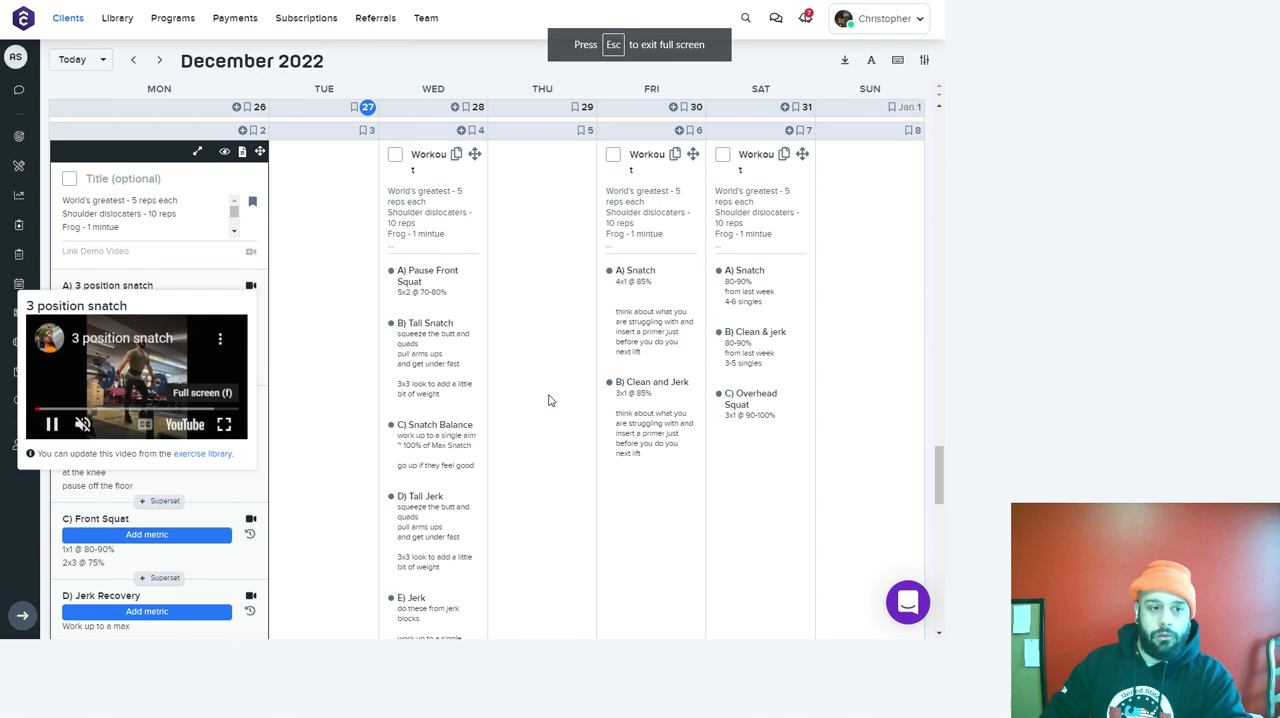 Clients Library Programs Payments Subscriptions Referrals Team
7
Christopher
Press Esc to exit full screen
AS
Today
December 2022
MON TUE WED THU FRI SAT SUN
26 27 28 29 30 31 Jan 1
2 3 4 5 6 7 8
Title (optional)
World's greatest - 5 reps each
Shoulder dislocaters - 10 reps
Frog - 1 mintue
Link Demo Video
A) 3 position snatch
3 position snatch
3 position snatch
Full screen (f)
YouTube
You can update this video from the exercise library.
at the knee
pause off the floor
+ Superset
C) Front Squat
Add metric
1x1 @ 80-90%
2x3 @ 75%
+ Superset
D) Jerk Recovery
Add metric
Work up to a max
Workou
t
World's greatest - 5
reps each
Shoulder dislocaters -
10 reps
Frog - 1 mintue
...
A) Pause Front
Squat
5x2 @ 70-80%
B) Tall Snatch
squeeze the butt and
quads
pull arms ups
and get under fast
3x3 look to add a little
bit of weight
C) Snatch Balance
work up to a single aim
~ 100% of Max Snatch
go up if they feel good
D) Tall Jerk
squeeze the butt and
quads
pull arms ups
and get under fast
3x3 look to add a little
bit of weight
E) Jerk
do these from jerk
blocks
work up to a single
Workou
t
World's greatest - 5
reps each
Shoulder dislocaters -
10 reps
Frog - 1 mintue
...
A) Snatch
4x1 @ 85%
think about what you
are struggling with and
insert a primer just
before you do you
next lift
B) Clean and Jerk
3x1 @ 85%
think about what you
are struggling with and
insert a primer just
before you do you
next lift
Workou
t
World's greatest - 5
reps each
Shoulder dislocaters -
10 reps
Frog - 1 mintue
...
A) Snatch
80-90%
from last week
4-6 singles
B) Clean & jerk
80-90%
from last week
3-5 singles
C) Overhead
Squat
3x1 @ 90-100%
United States